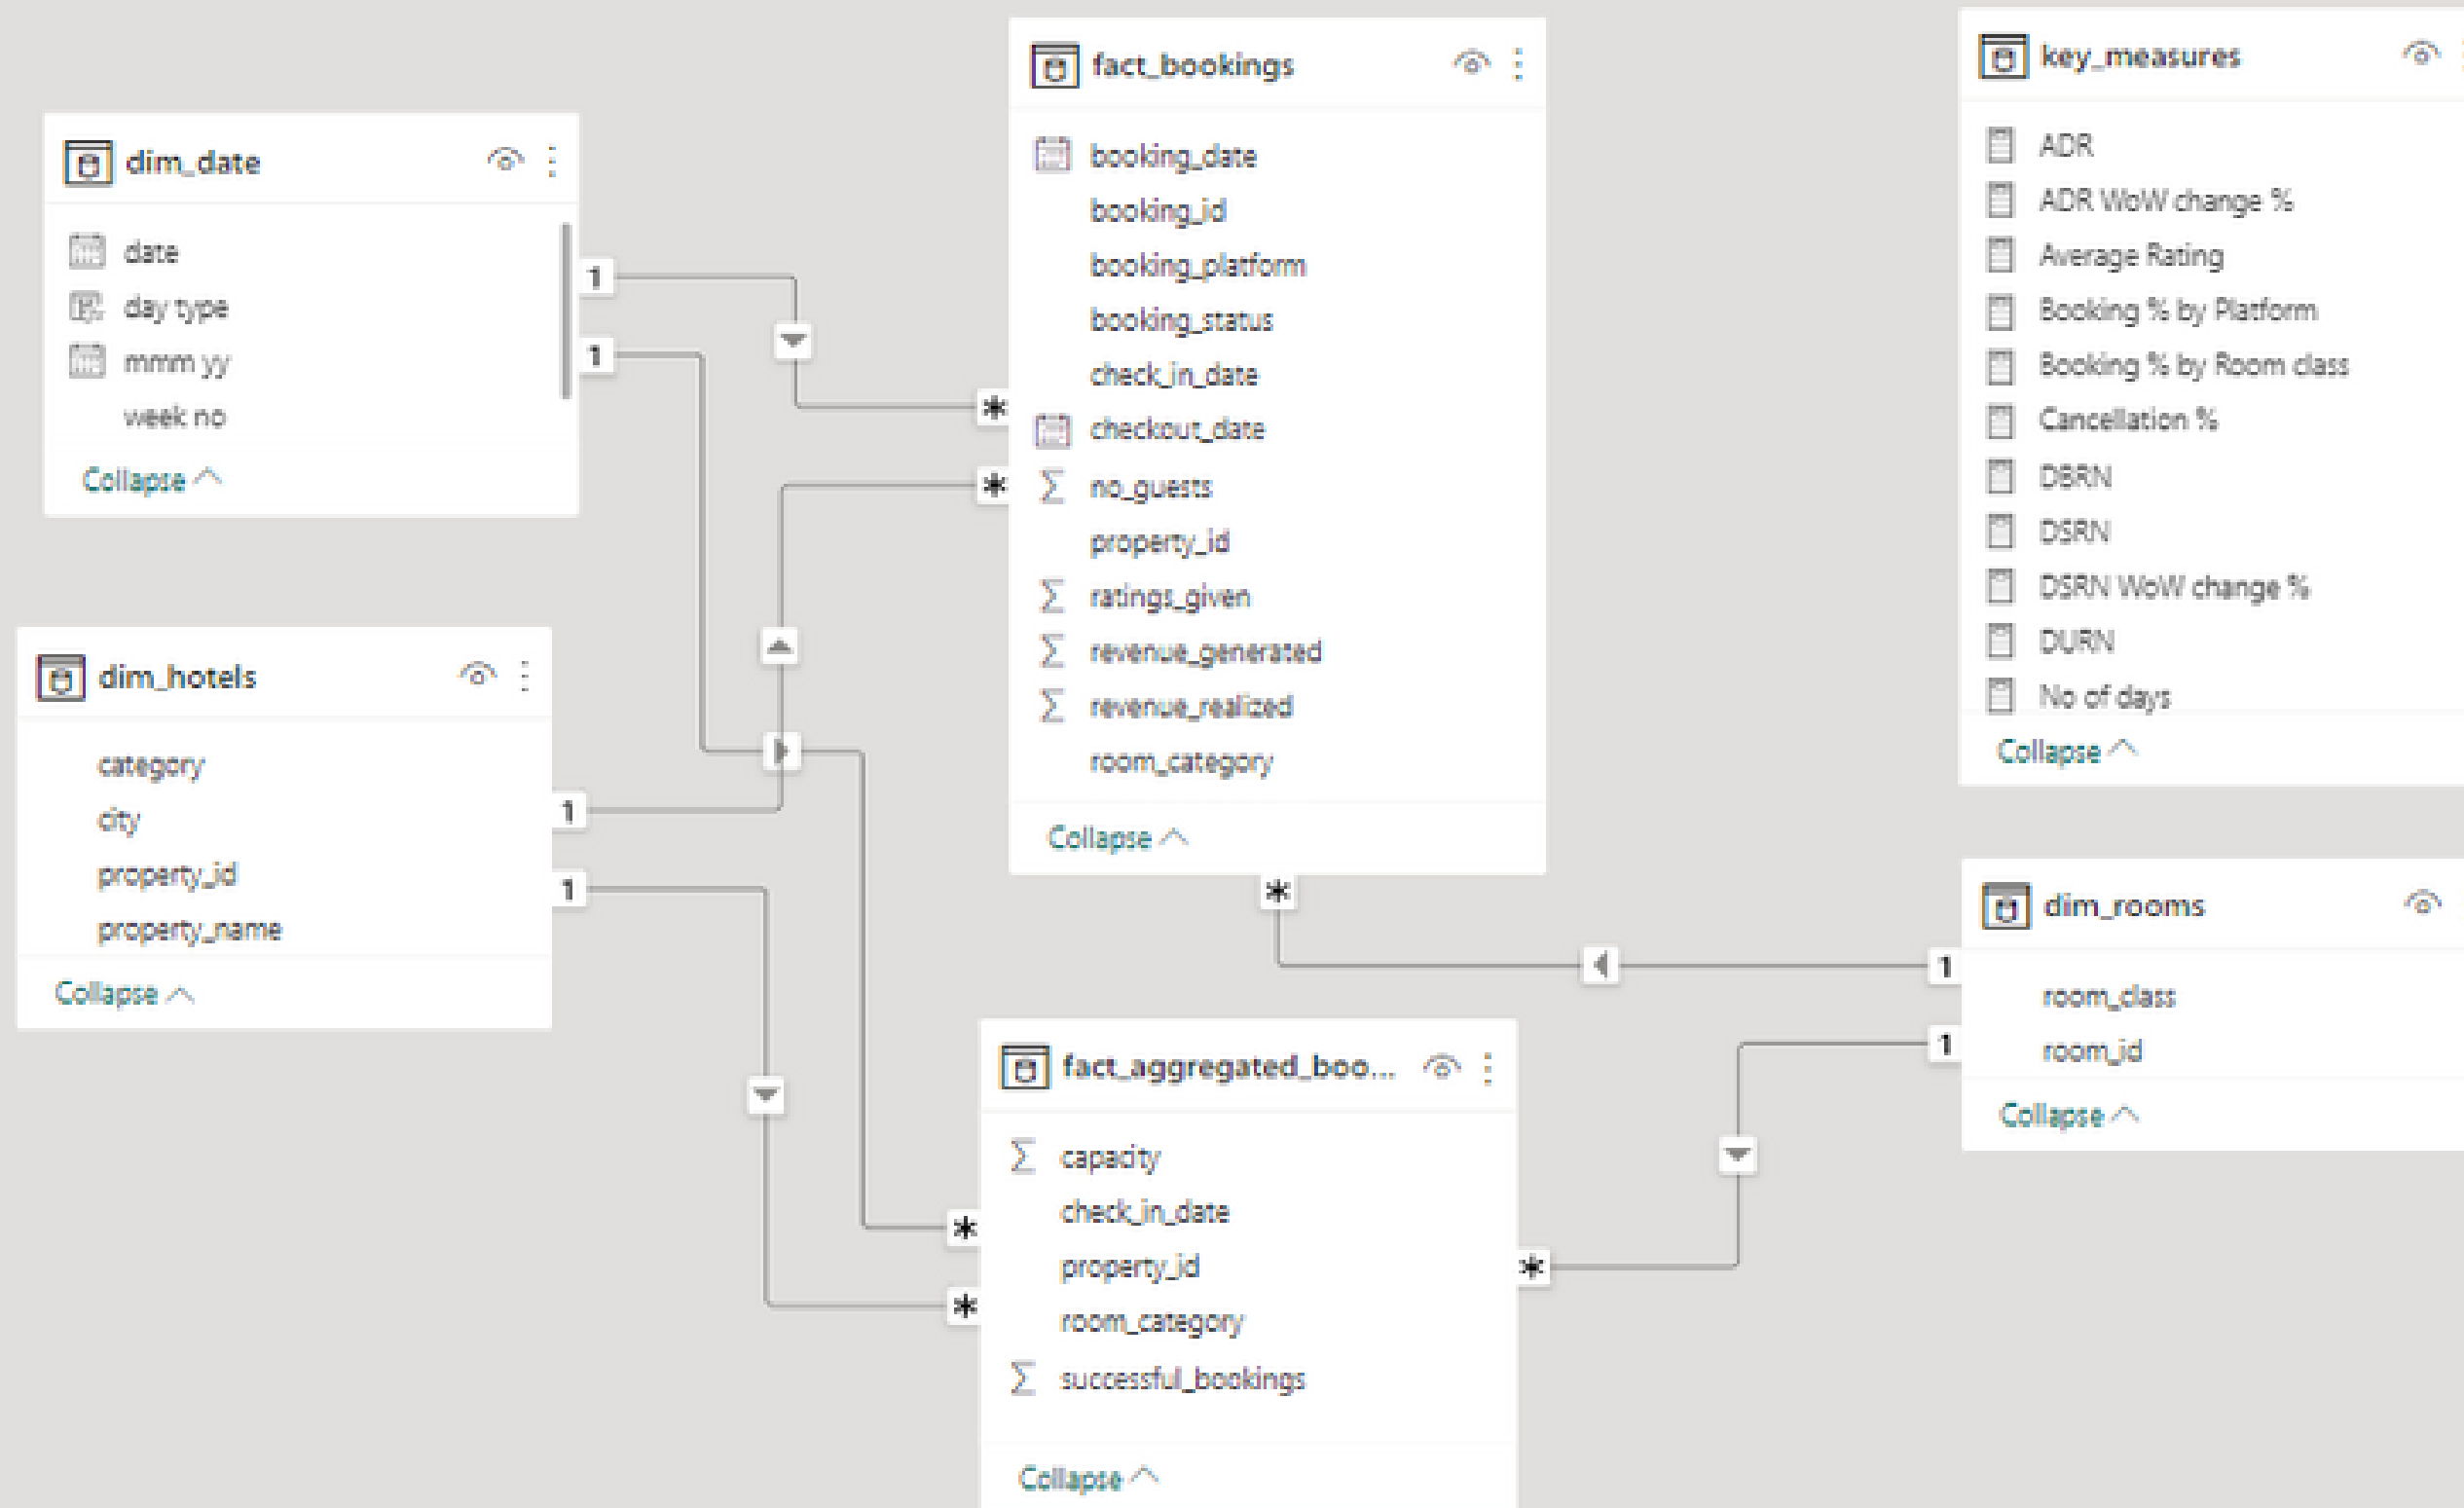 dim_date
date
day type
mmm yy
week no
Collapse
dim_hotels
category
city
property_id
property_name
Collapse
fact_bookings
booking_date
booking_id
booking_platform
booking_status
check_in_date
checkout_date
no_guests
property_id
ratings_given
revenue_generated
revenue_realized
room_category
Collapse
fact_aggregated_boo...
capacity
check_in_date
property_id
room_category
successful_bookings
Collapse
key_measures
ADR
ADR WoW change %
Average Rating
Booking % by Platform
Booking % by Room class
Cancellation %
DBRN
DSRN
DSRN WoW change %
DURN
No of days
Collapse
dim_rooms
room_class
room_id
Collapse
1
*
1
*
1
*
1
*
1
*
1
*